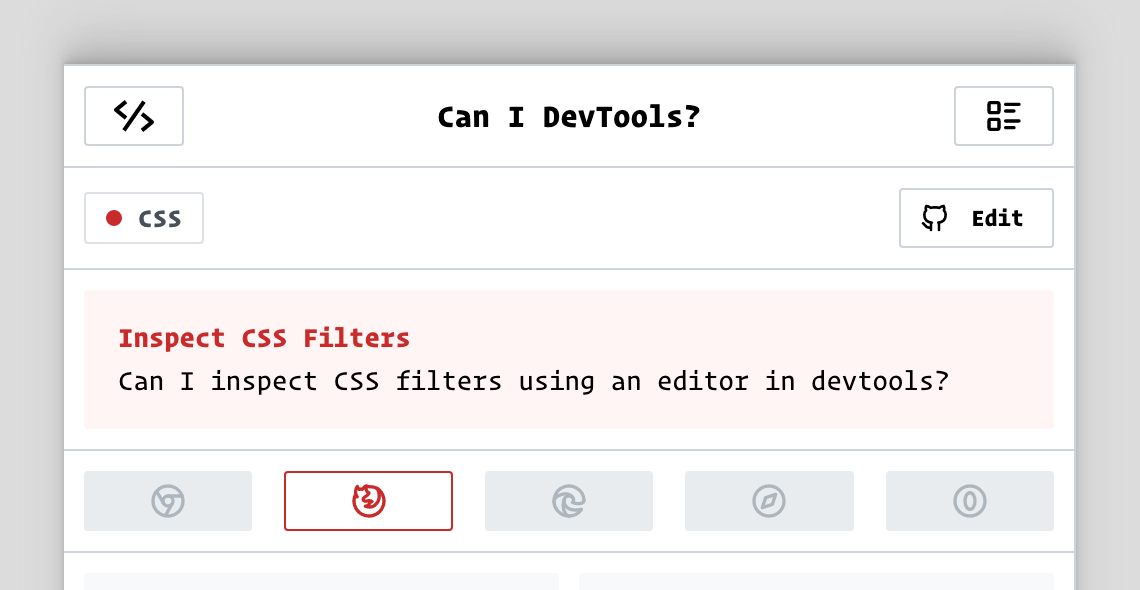 Can I DevTools?
CSS
Edit
Inspect CSS Filters
Can I inspect CSS filters using an editor in devtools?